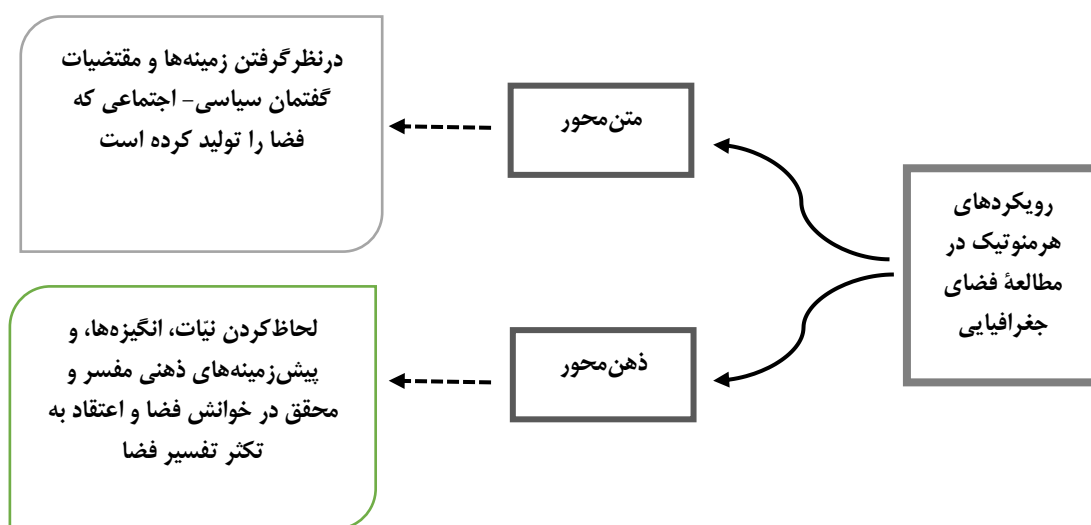 رویکردهای
هرمنوتیک در
مطالعهٔ فضای
جغرافیایی
متن‌محور
درنظرگرفتن زمینه‌ها و مقتضیات
گفتمان سیاسی- اجتماعی که
فضا را تولید کرده است
ذهن‌محور
لحاظ‌کردن نیّات، انگیزه‌ها، و
پیش‌زمینه‌های ذهنی مفسر و
محقق در خوانش فضا و اعتقاد به
تکثر تفسیر فضا